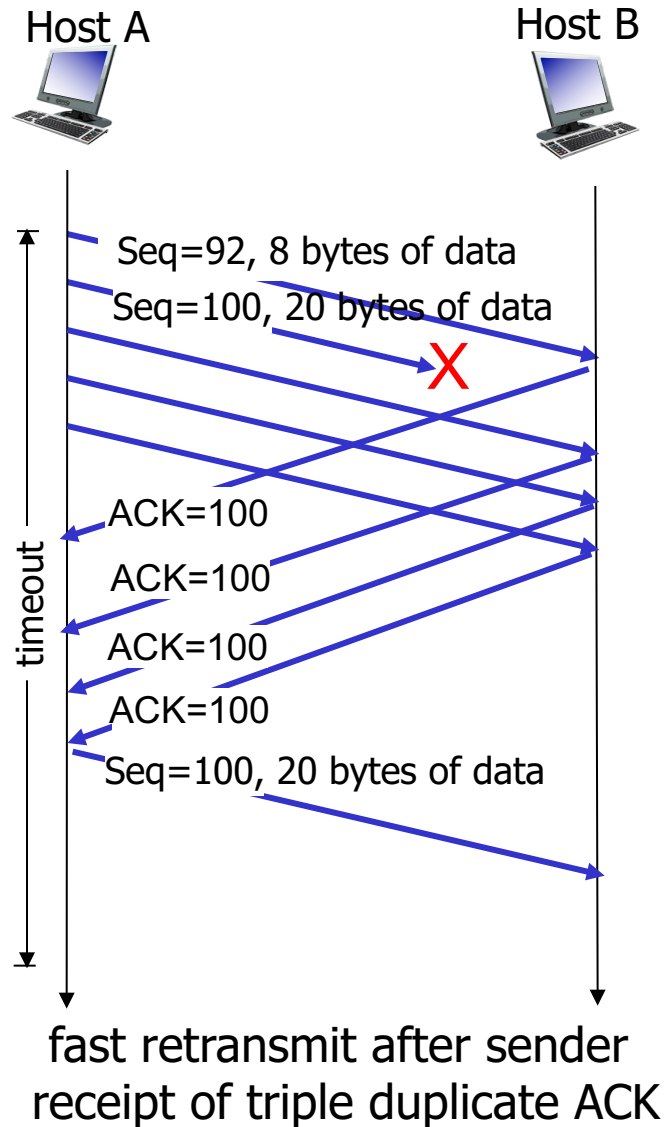 Host A
Host B
Seq=92, 8 bytes of data
Seq=100, 20 bytes of data
X
ACK=100
timeout
ACK=100
ACK=100
ACK=100
Seq=100, 20 bytes of data
fast retransmit after sender
receipt of triple duplicate ACK